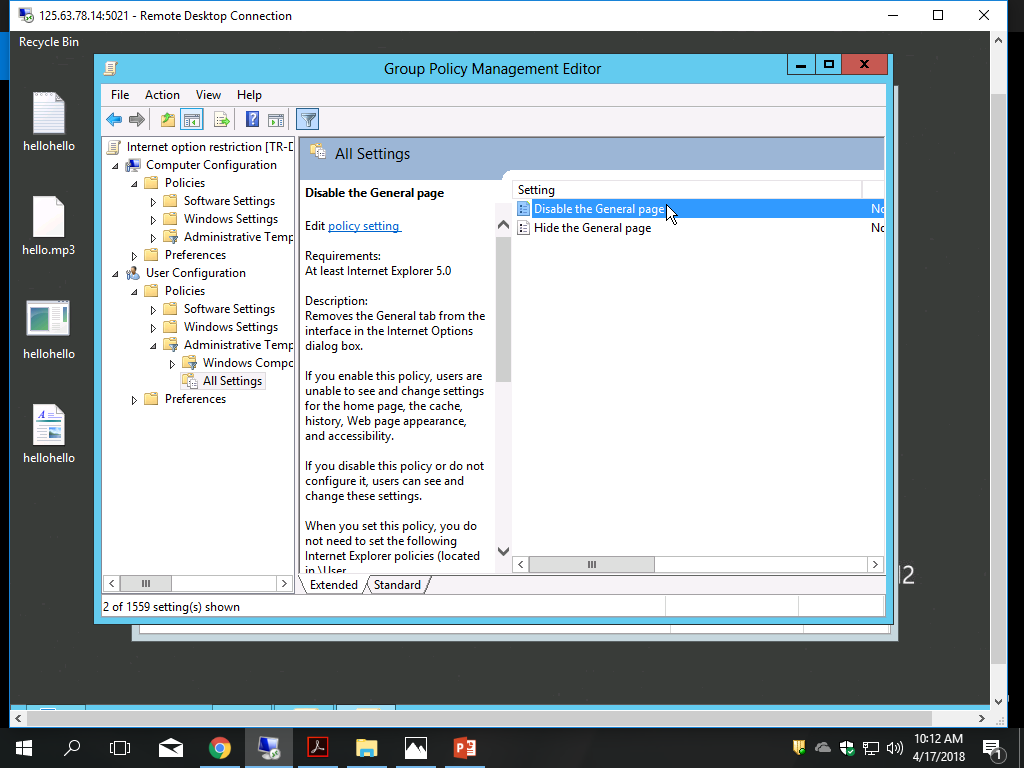 125.63.78.14:5021 - Remote Desktop Connection
Recycle Bin
hellohello
hello.mp3
hellohello
hellohello
Group Policy Management Editor
File Action View Help
Internet option restriction [TR-D
Computer Configuration
Policies
Software Settings
Windows Settings
Administrative Temp
Preferences
User Configuration
Policies
Software Settings
Windows Settings
Administrative Temp
Windows Compo
All Settings
Preferences
All Settings
Disable the General page
Edit policy setting
Requirements:
At least Internet Explorer 5.0
Description:
Removes the General tab from the
interface in the Internet Options
dialog box.
If you enable this policy, users are
unable to see and change settings
for the home page, the cache,
history, Web page appearance,
and accessibility.
If you disable this policy or do not
configure it, users can see and
change these settings.
When you set this policy, you do
not need to set the following
Internet Explorer policies (located
in \User
Setting
Disable the General page No
Hide the General page No
Extended Standard
2 of 1559 setting(s) shown
10:12 AM
4/17/2018
1